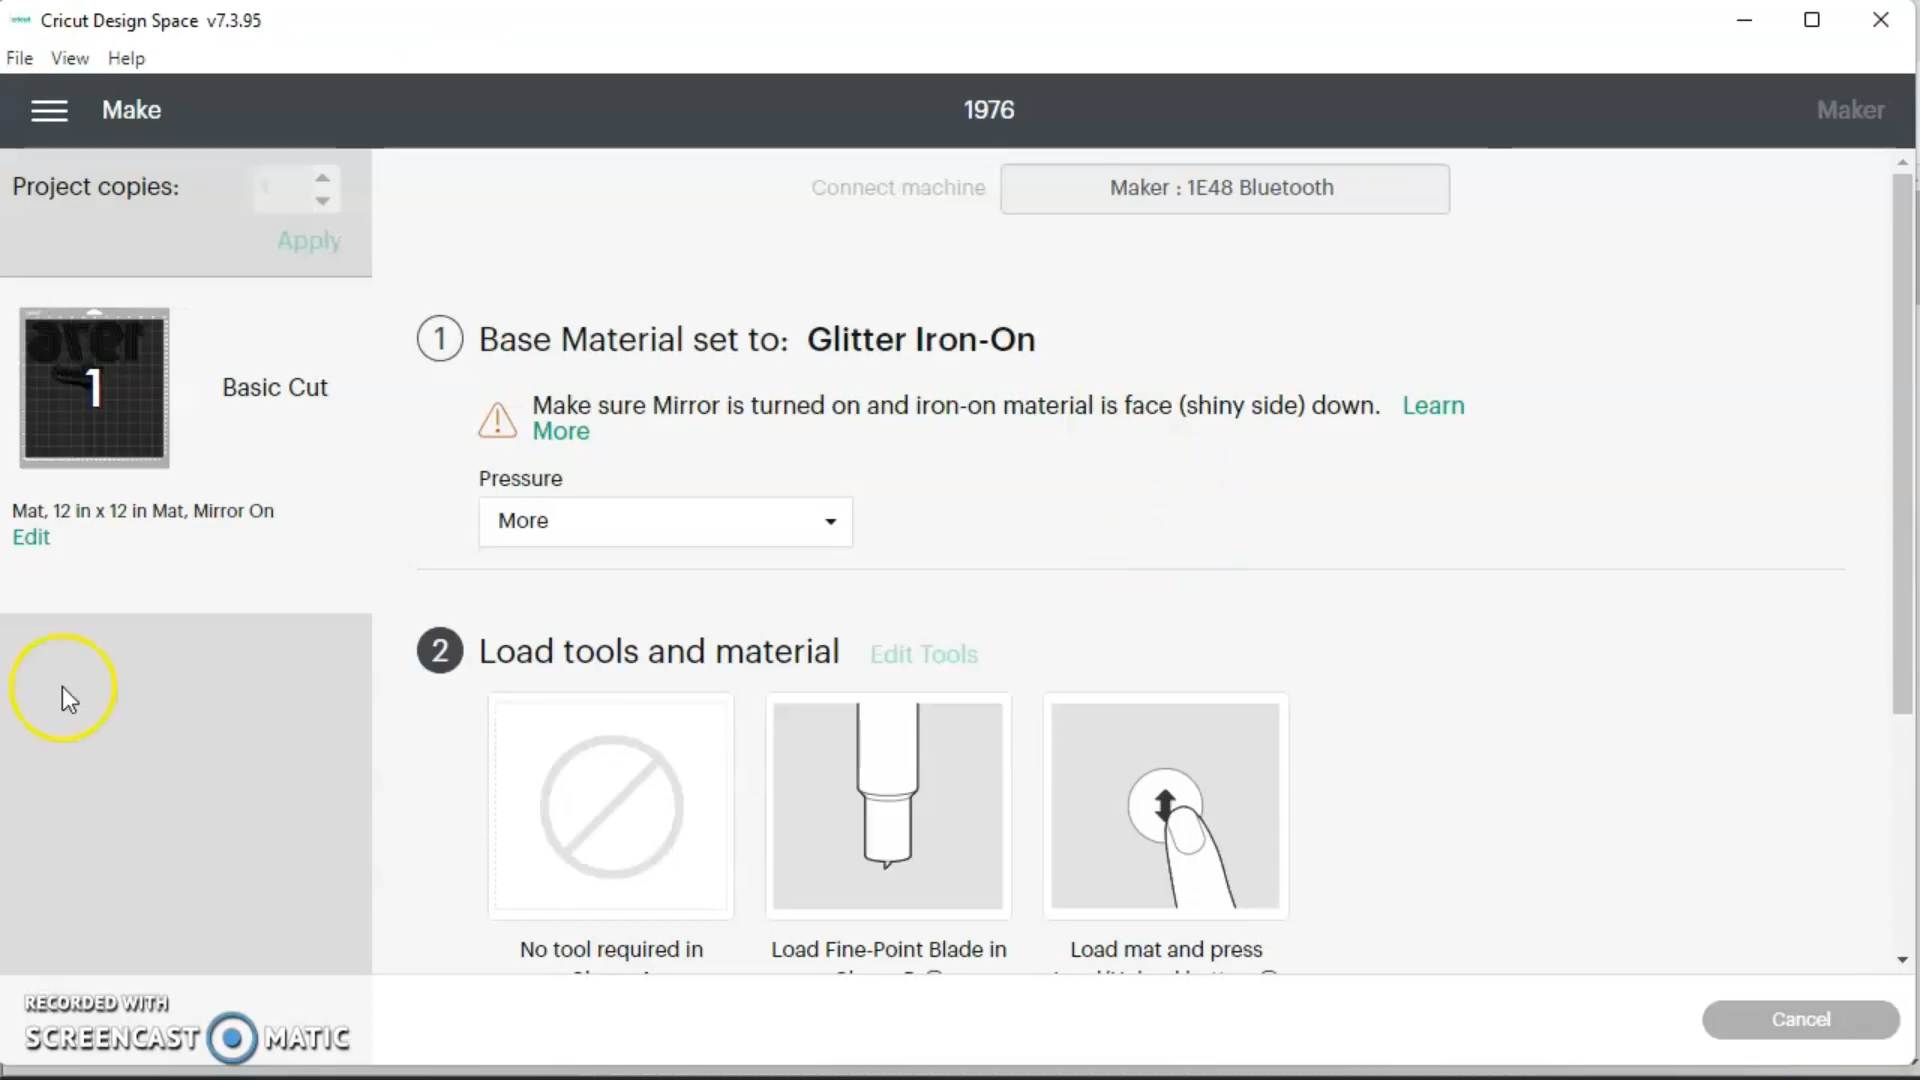 Cricut Design Space v7.3.95
File View Help
Make
1976
Maker
Project copies:
Connect machine
Maker : 1E48 Bluetooth
Apply
1 Base Material set to: Glitter Iron-On
Make sure Mirror is turned on and iron-on material is face (shiny side) down. Learn
More
1
Basic Cut
Pressure
More
Mat, 12 in x 12 in Mat, Mirror On
Edit
2 Load tools and material Edit Tools
No tool required in
Load Fine-Point Blade in
Load mat and press
RECORDED WITH
SCREENCAST MATIC
Cancel